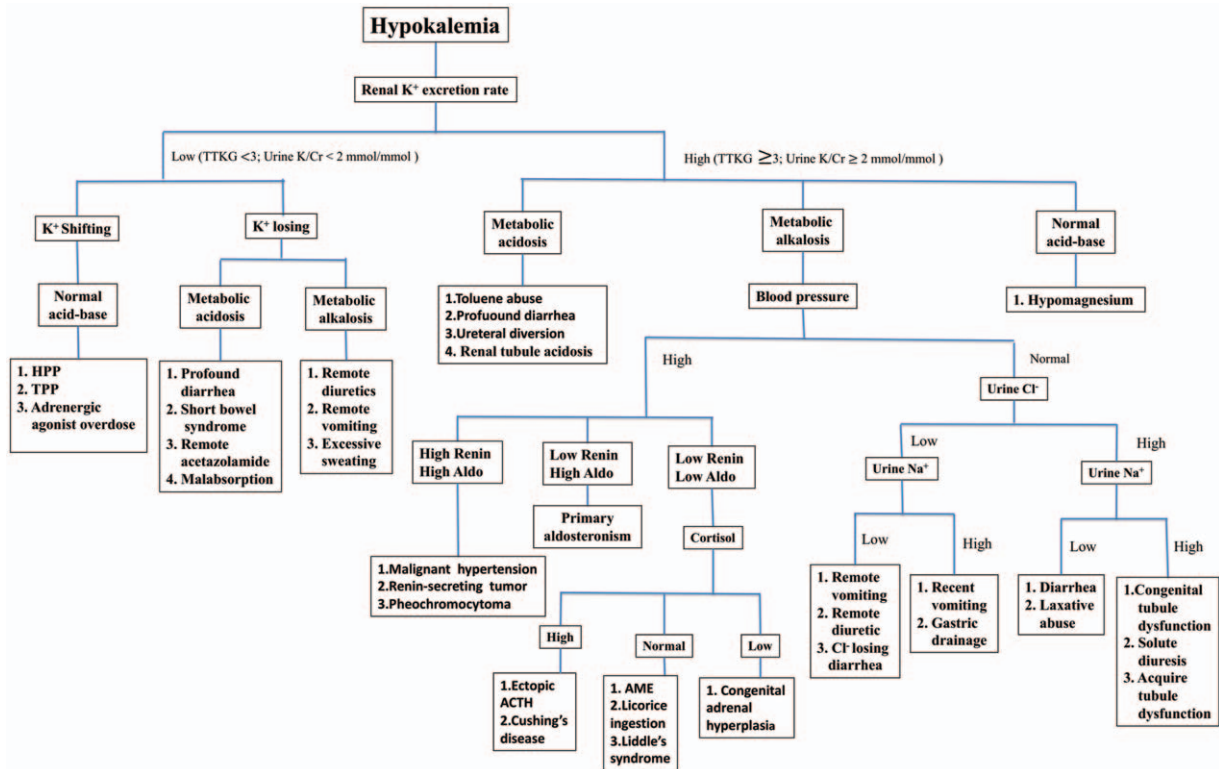 Hypokalemia
Renal K⁺ excretion rate
Low (TTKG <3; Urine K/Cr < 2 mmol/mmol )
High (TTKG ≥3; Urine K/Cr ≥ 2 mmol/mmol )
K⁺ Shifting
K⁺ losing
Metabolic
acidosis
Metabolic
alkalosis
Normal
acid-base
Normal
acid-base
Metabolic
acidosis
Metabolic
alkalosis
1.Toluene abuse
2.Profuound diarrhea
3.Ureteral diversion
4. Renal tubule acidosis
Blood pressure
1. Hypomagnesium
1. HPP
2. TPP
3. Adrenergic
agonist overdose
1. Profound
diarrhea
2. Short bowel
syndrome
3. Remote
acetazolamide
4. Malabsorption
1. Remote
diuretics
2. Remote
vomiting
3. Excessive
sweating
High
Normal
Urine Cl⁻
High Renin
High Aldo
Low Renin
High Aldo
Low Renin
Low Aldo
Low
High
Urine Na⁺
Urine Na⁺
Primary
aldosteronism
Cortisol
1.Malignant hypertension
2.Renin-secreting tumor
3.Pheochromocytoma
Low
High
Low
High
1. Remote
vomiting
2. Remote
diuretic
3. Cl⁻ losing
diarrhea
1. Recent
vomiting
2. Gastric
drainage
1. Diarrhea
2. Laxative
abuse
1.Congenital
tubule
dysfunction
2. Solute
diuresis
3. Acquire
tubule
dysfunction
High
Normal
Low
1.Ectopic
ACTH
2.Cushing's
disease
1. AME
2.Licorice
ingestion
3.Liddle's
syndrome
1. Congenital
adrenal
hyperplasia